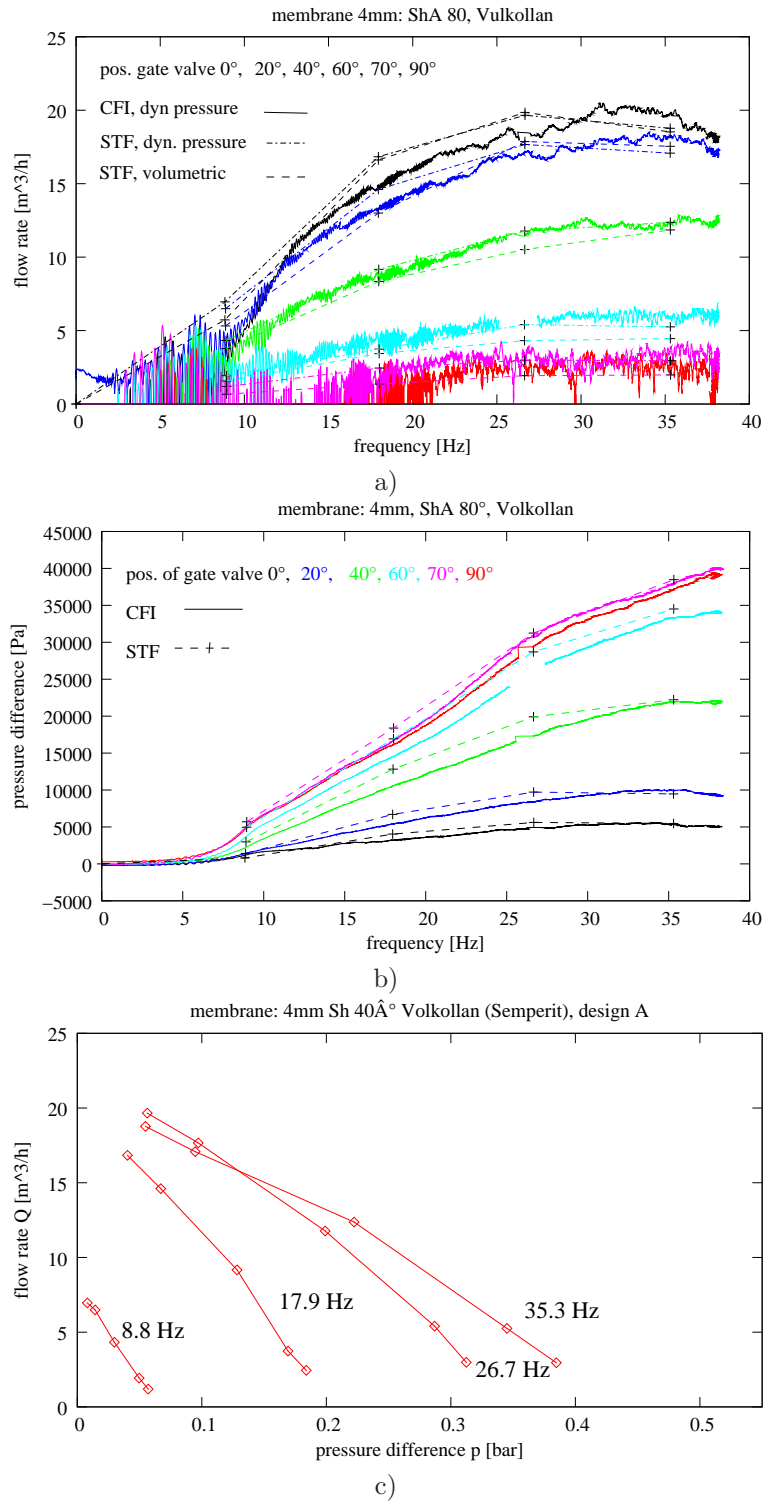 membrane 4mm: ShA 80, Vulkollan
25
20
15
10
5
0
flow rate [m^3/h]
pos. gate valve 0°, 20°, 40°, 60°, 70°, 90°
CFI, dyn pressure
STF, dyn. pressure
STF, volumetric
0 5 10 15 20 25 30 35 40
frequency [Hz]
a)
membrane: 4mm, ShA 80°, Volkollan
45000
40000
35000
30000
25000
20000
15000
10000
5000
0
−5000
pressure difference [Pa]
pos. of gate valve 0°, 20°, 40°, 60°, 70°, 90°
CFI
STF
0 5 10 15 20 25 30 35 40
frequency [Hz]
b)
membrane: 4mm Sh 40Â° Volkollan (Semperit), design A
25
20
15
10
5
0
flow rate Q [m^3/h]
8.8 Hz
17.9 Hz
35.3 Hz
26.7 Hz
0 0.1 0.2 0.3 0.4 0.5
pressure difference p [bar]
c)